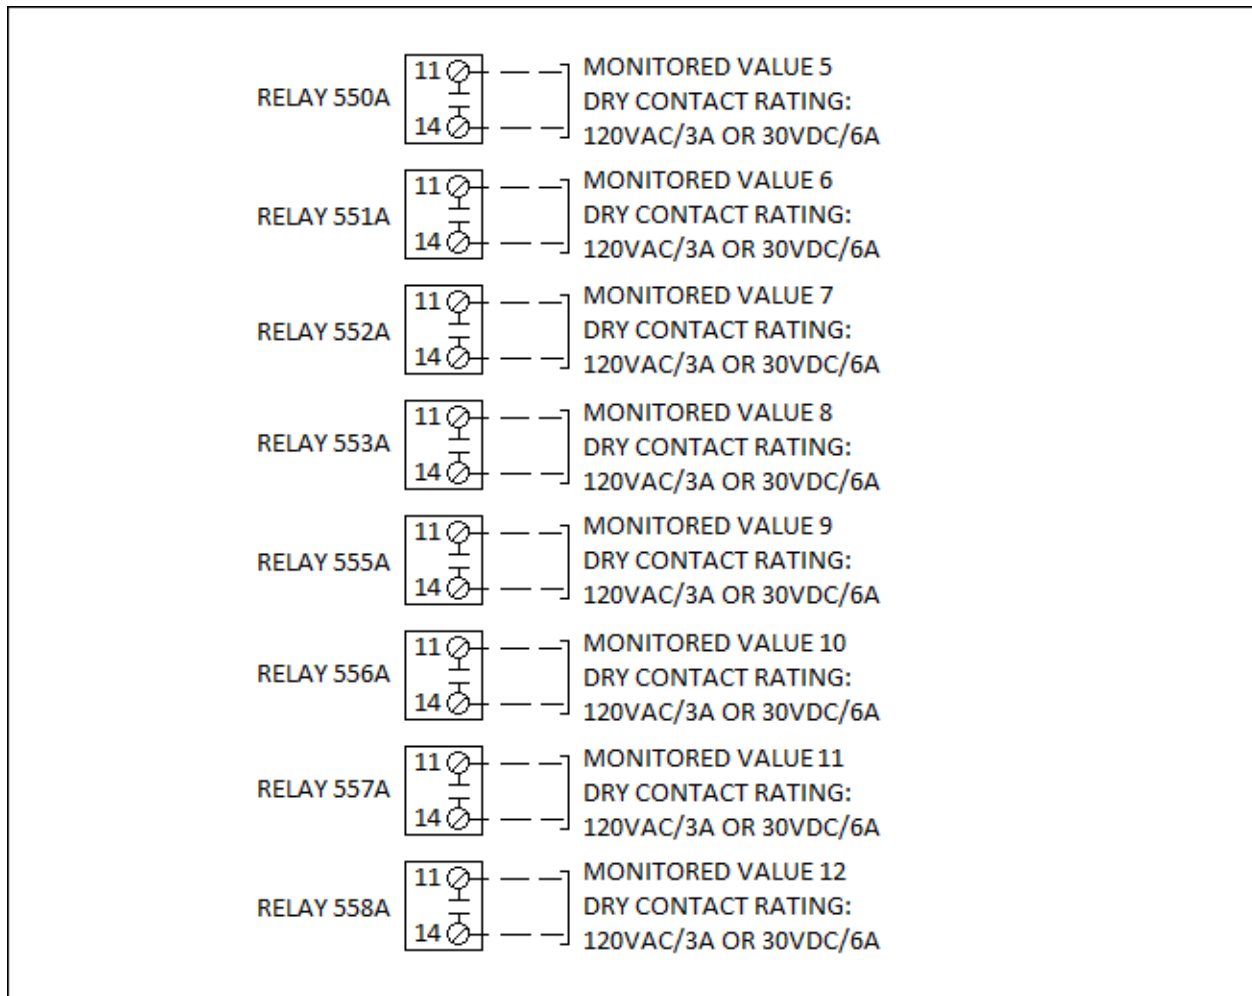 RELAY 550A
11
14
MONITORED VALUE 5
DRY CONTACT RATING:
120VAC/3A OR 30VDC/6A
RELAY 551A
11
14
MONITORED VALUE 6
DRY CONTACT RATING:
120VAC/3A OR 30VDC/6A
RELAY 552A
11
14
MONITORED VALUE 7
DRY CONTACT RATING:
120VAC/3A OR 30VDC/6A
RELAY 553A
11
14
MONITORED VALUE 8
DRY CONTACT RATING:
120VAC/3A OR 30VDC/6A
RELAY 555A
11
14
MONITORED VALUE 9
DRY CONTACT RATING:
120VAC/3A OR 30VDC/6A
RELAY 556A
11
14
MONITORED VALUE 10
DRY CONTACT RATING:
120VAC/3A OR 30VDC/6A
RELAY 557A
11
14
MONITORED VALUE 11
DRY CONTACT RATING:
120VAC/3A OR 30VDC/6A
RELAY 558A
11
14
MONITORED VALUE 12
DRY CONTACT RATING:
120VAC/3A OR 30VDC/6A